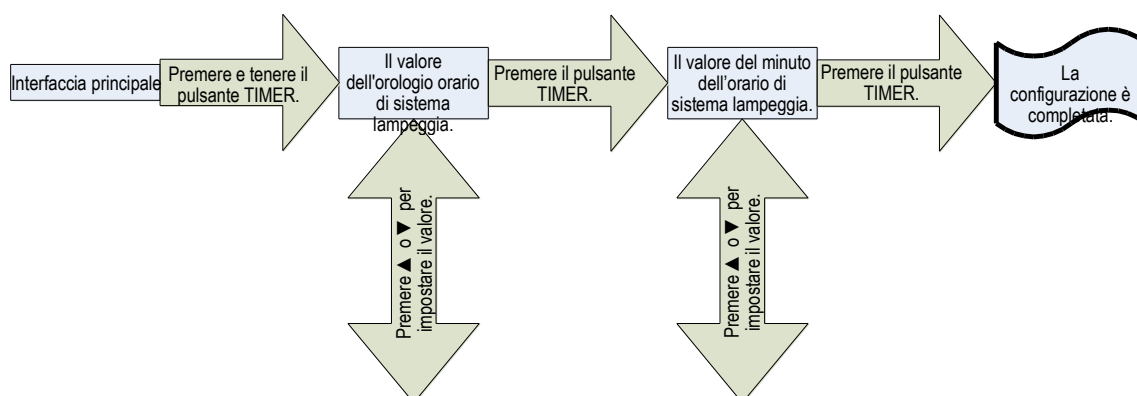 Interfaccia principale
Premere e tenere il
pulsante TIMER.
Il valore
dell'orologio orario
di sistema
lampeggia.
Premere il pulsante
TIMER.
Il valore del minuto
dell’orario di
sistema lampeggia.
Premere il pulsante
TIMER.
La
configurazione è
completata.
Premere ▲ o ▼ per
impostare il valore.
Premere ▲ o ▼ per
impostare il valore.